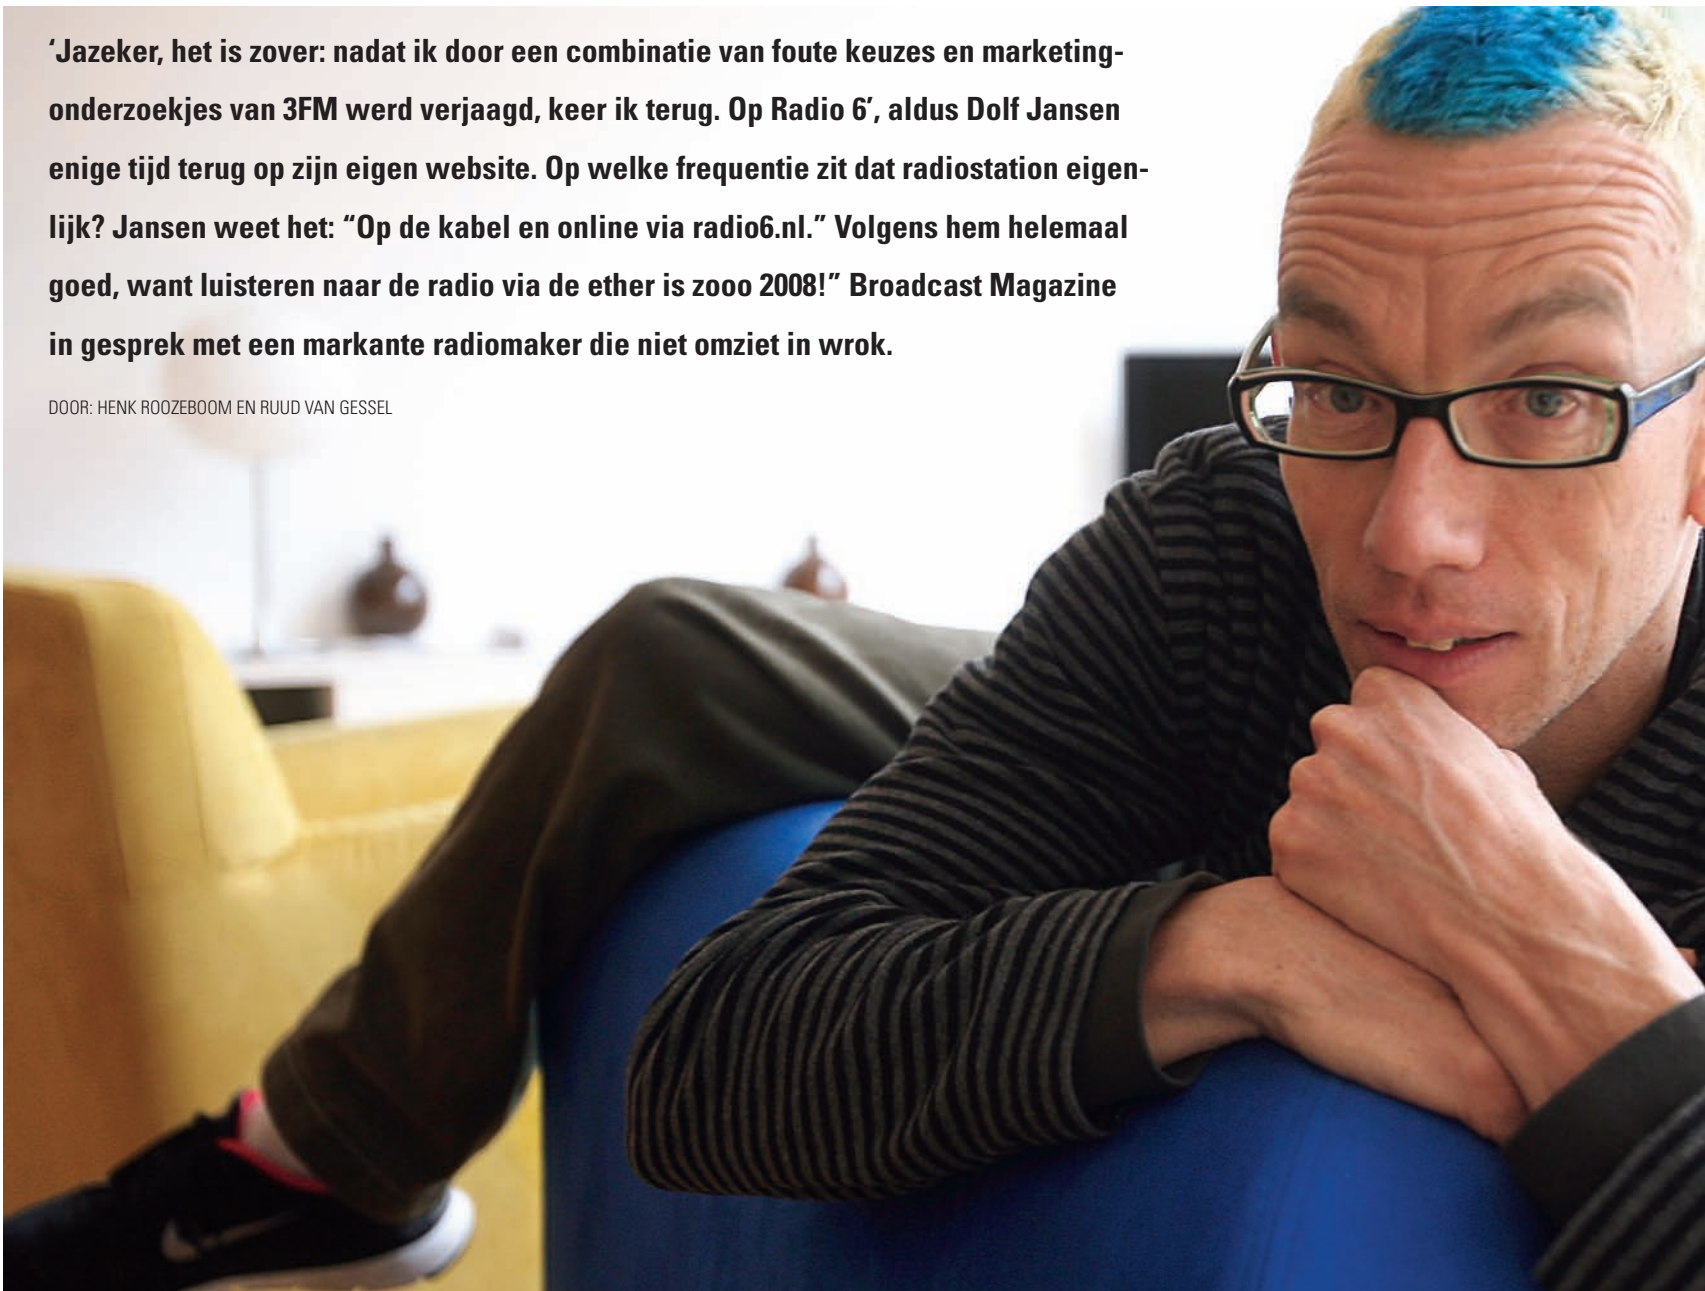 ‘Jazeker, het is zover: nadat ik door een combinatie van foute keuzes en marketing-
onderzoekjes van 3FM werd verjaagd, keer ik terug. Op Radio 6’, aldus Dolf Jansen
enige tijd terug op zijn eigen website. Op welke frequentie zit dat radiostation eigen-
lijk? Jansen weet het: “Op de kabel en online via radio6.nl.” Volgens hem helemaal
goed, want luisteren naar de radio via de ether is zooo 2008!” Broadcast Magazine
in gesprek met een markante radiomaker die niet omziet in wrok.
DOOR: HENK ROOZEBOOM EN RUUD VAN GESSEL